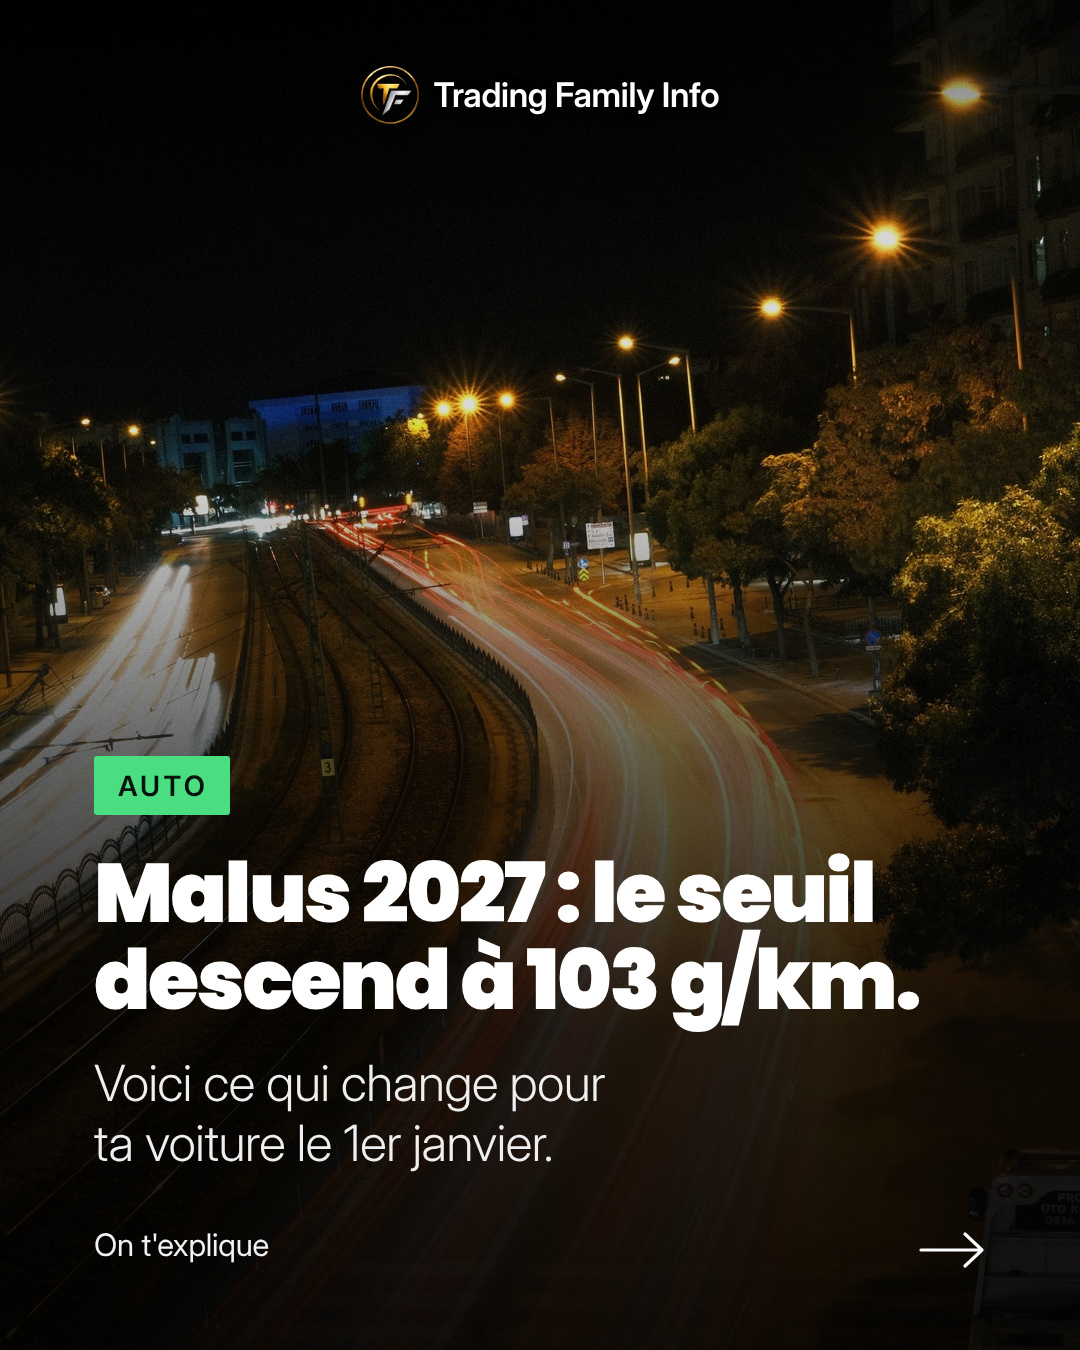 Trading Family Info
AUTO
Malus 2027 : le seuil
descend à 103 g/km.
Voici ce qui change pour
ta voiture le 1er janvier.
On t'explique
3